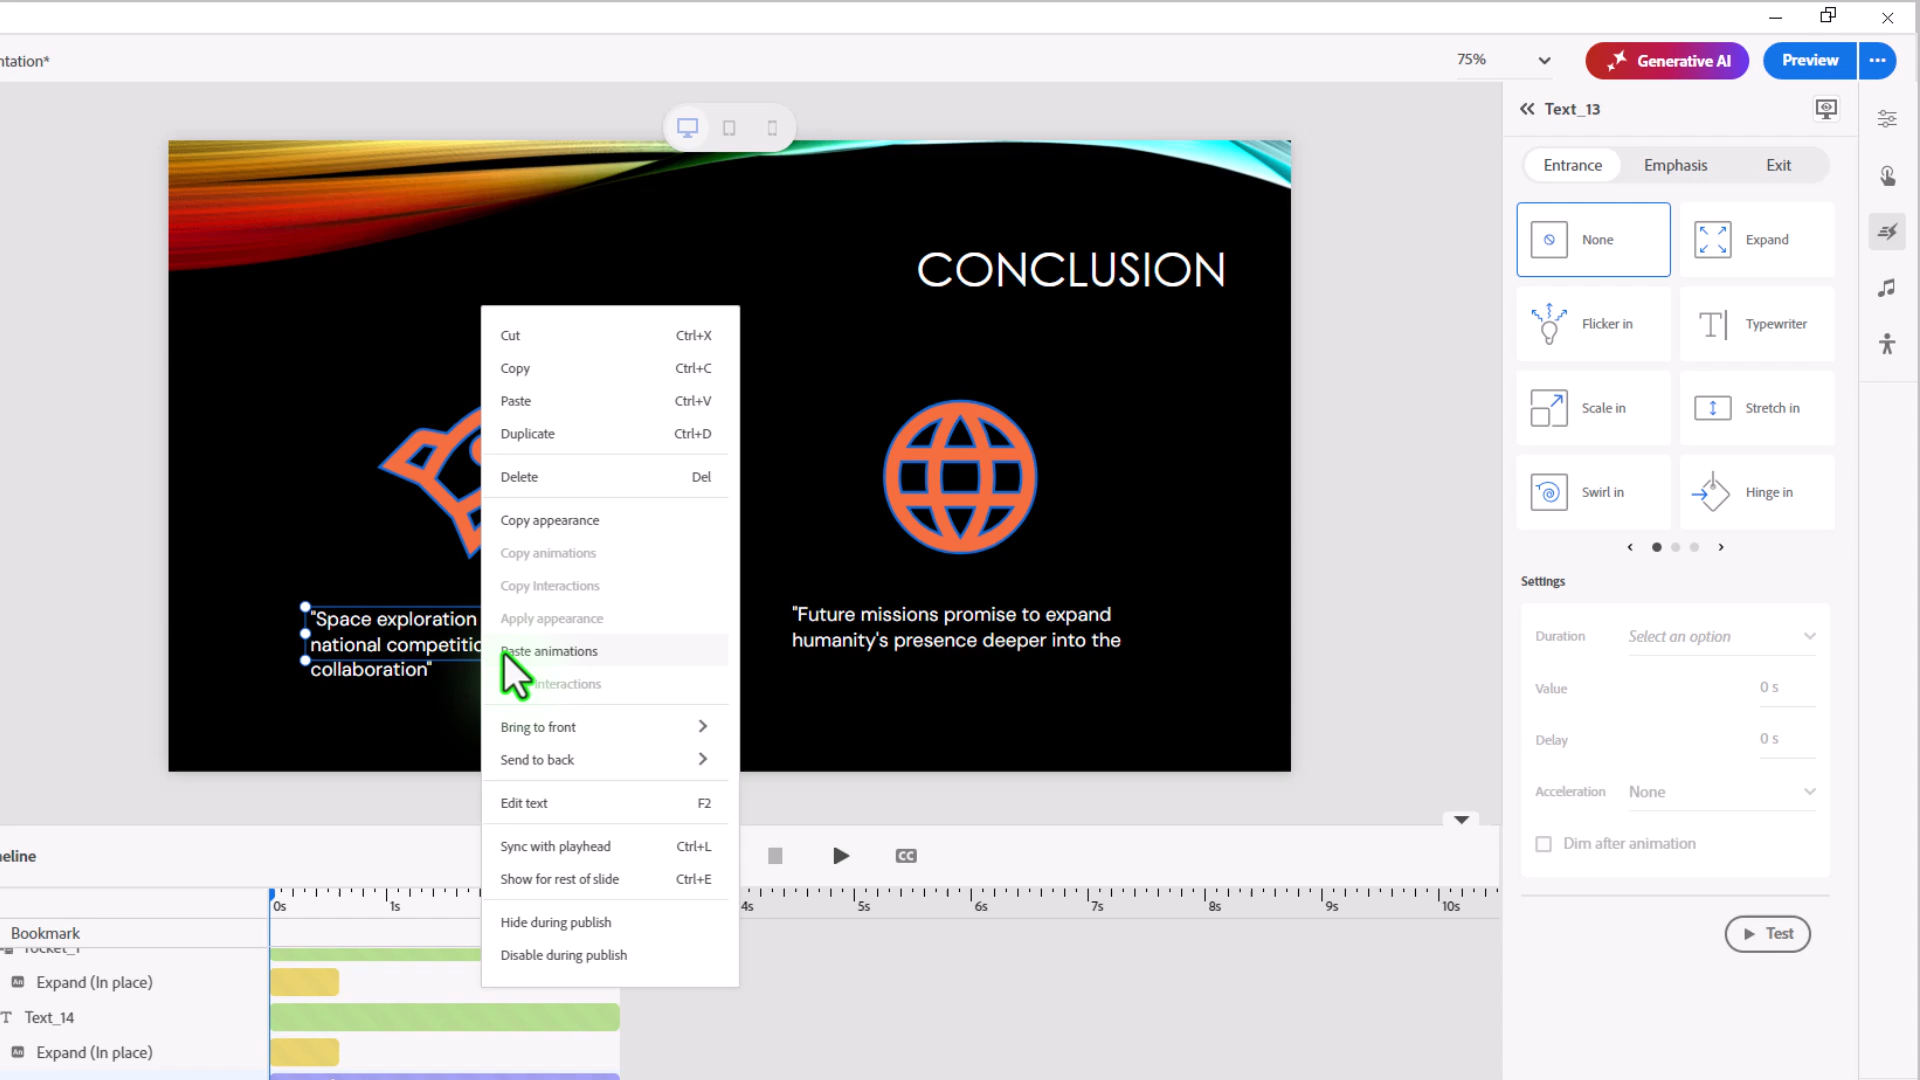 ntation*
75%
Generative AI
Preview
Text_13
Entrance
Emphasis
Exit
None
Expand
Flicker in
Typewriter
Scale in
Stretch in
Swirl in
Hinge in
Settings
Duration
Select an option
Value
0 s
Delay
0 s
Acceleration
None
Dim after animation
Test
CONCLUSION
"Space exploration
national competitio
collaboration"
"Future missions promise to expand
humanity's presence deeper into the
Cut Ctrl+X
Copy Ctrl+C
Paste Ctrl+V
Duplicate Ctrl+D
Delete Del
Copy appearance
Copy animations
Copy Interactions
Apply appearance
Paste animations
interactions
Bring to front
Send to back
Edit text F2
Sync with playhead Ctrl+L
Show for rest of slide Ctrl+E
Hide during publish
Disable during publish
eline
CC
0s 1s 4s 5s 6s 7s 8s 9s 10s
Bookmark
rocket_1
An Expand (In place)
T Text_14
An Expand (In place)